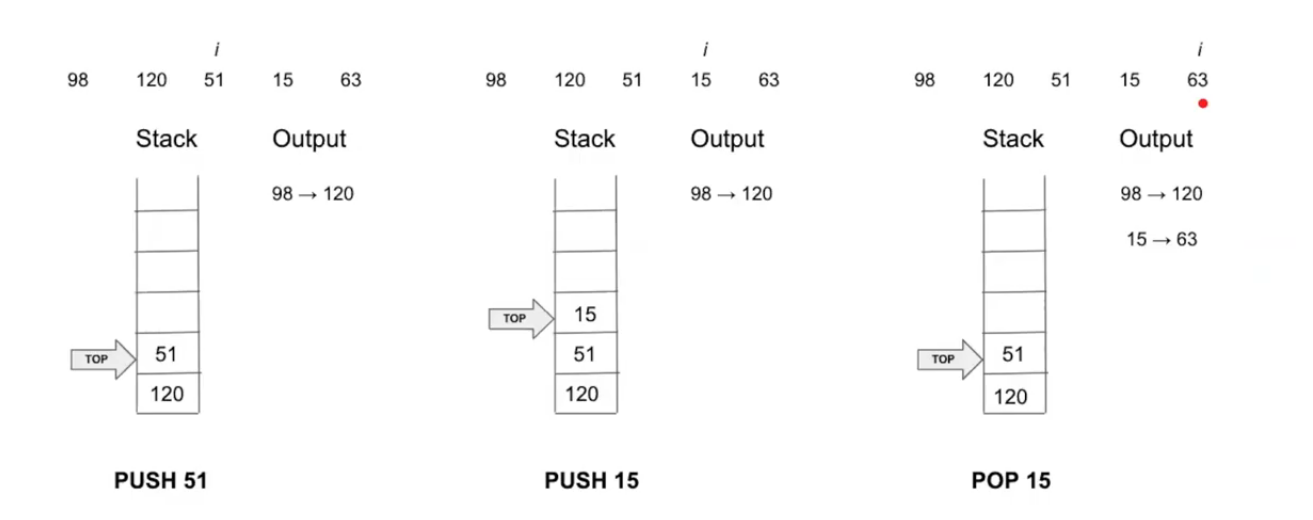 i
98 120 51 15 63
Stack Output
98 → 120
TOP 51
120
PUSH 51
i
98 120 51 15 63
Stack Output
98 → 120
TOP 15
51
120
PUSH 15
i
98 120 51 15 63
Stack Output
98 → 120
15 → 63
TOP 51
120
POP 15